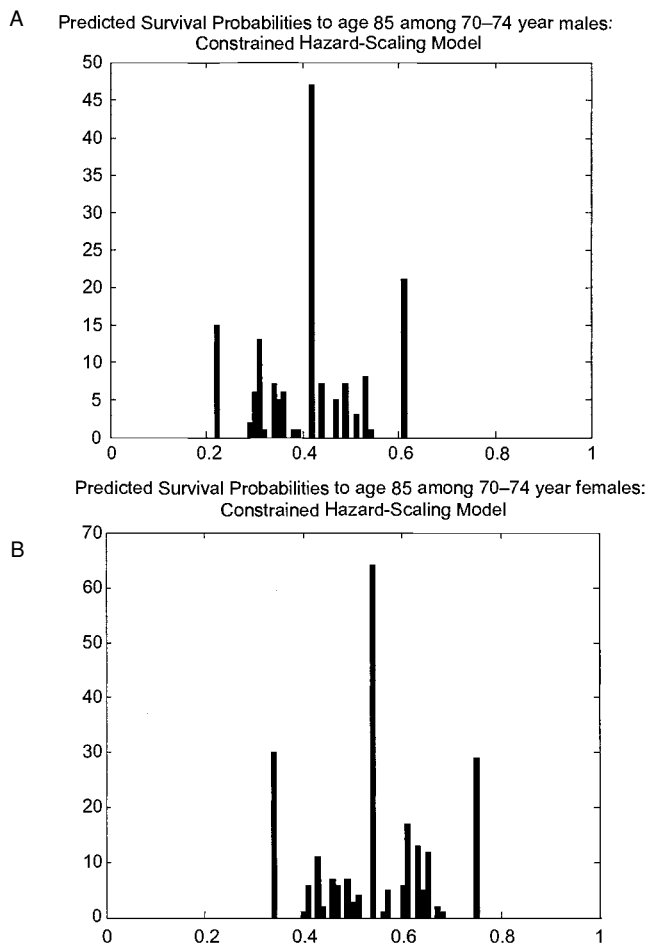 A
Predicted Survival Probabilities to age 85 among 70–74 year males:
Constrained Hazard-Scaling Model
50
45
40
35
30
25
20
15
10
5
0
0 0.2 0.4 0.6 0.8 1
Predicted Survival Probabilities to age 85 among 70–74 year females:
Constrained Hazard-Scaling Model
B
70
60
50
40
30
20
10
0
0 0.2 0.4 0.6 0.8 1